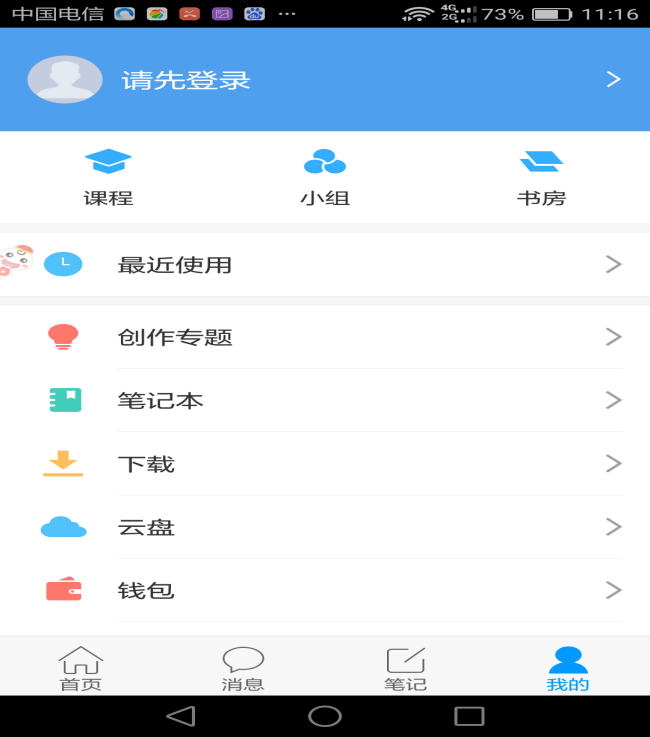 中国电信 4G 2G 73% 11:16
请先登录
课程 小组 书房
最近使用
创作专题
笔记本
下载
云盘
钱包
首页 消息 笔记 我的